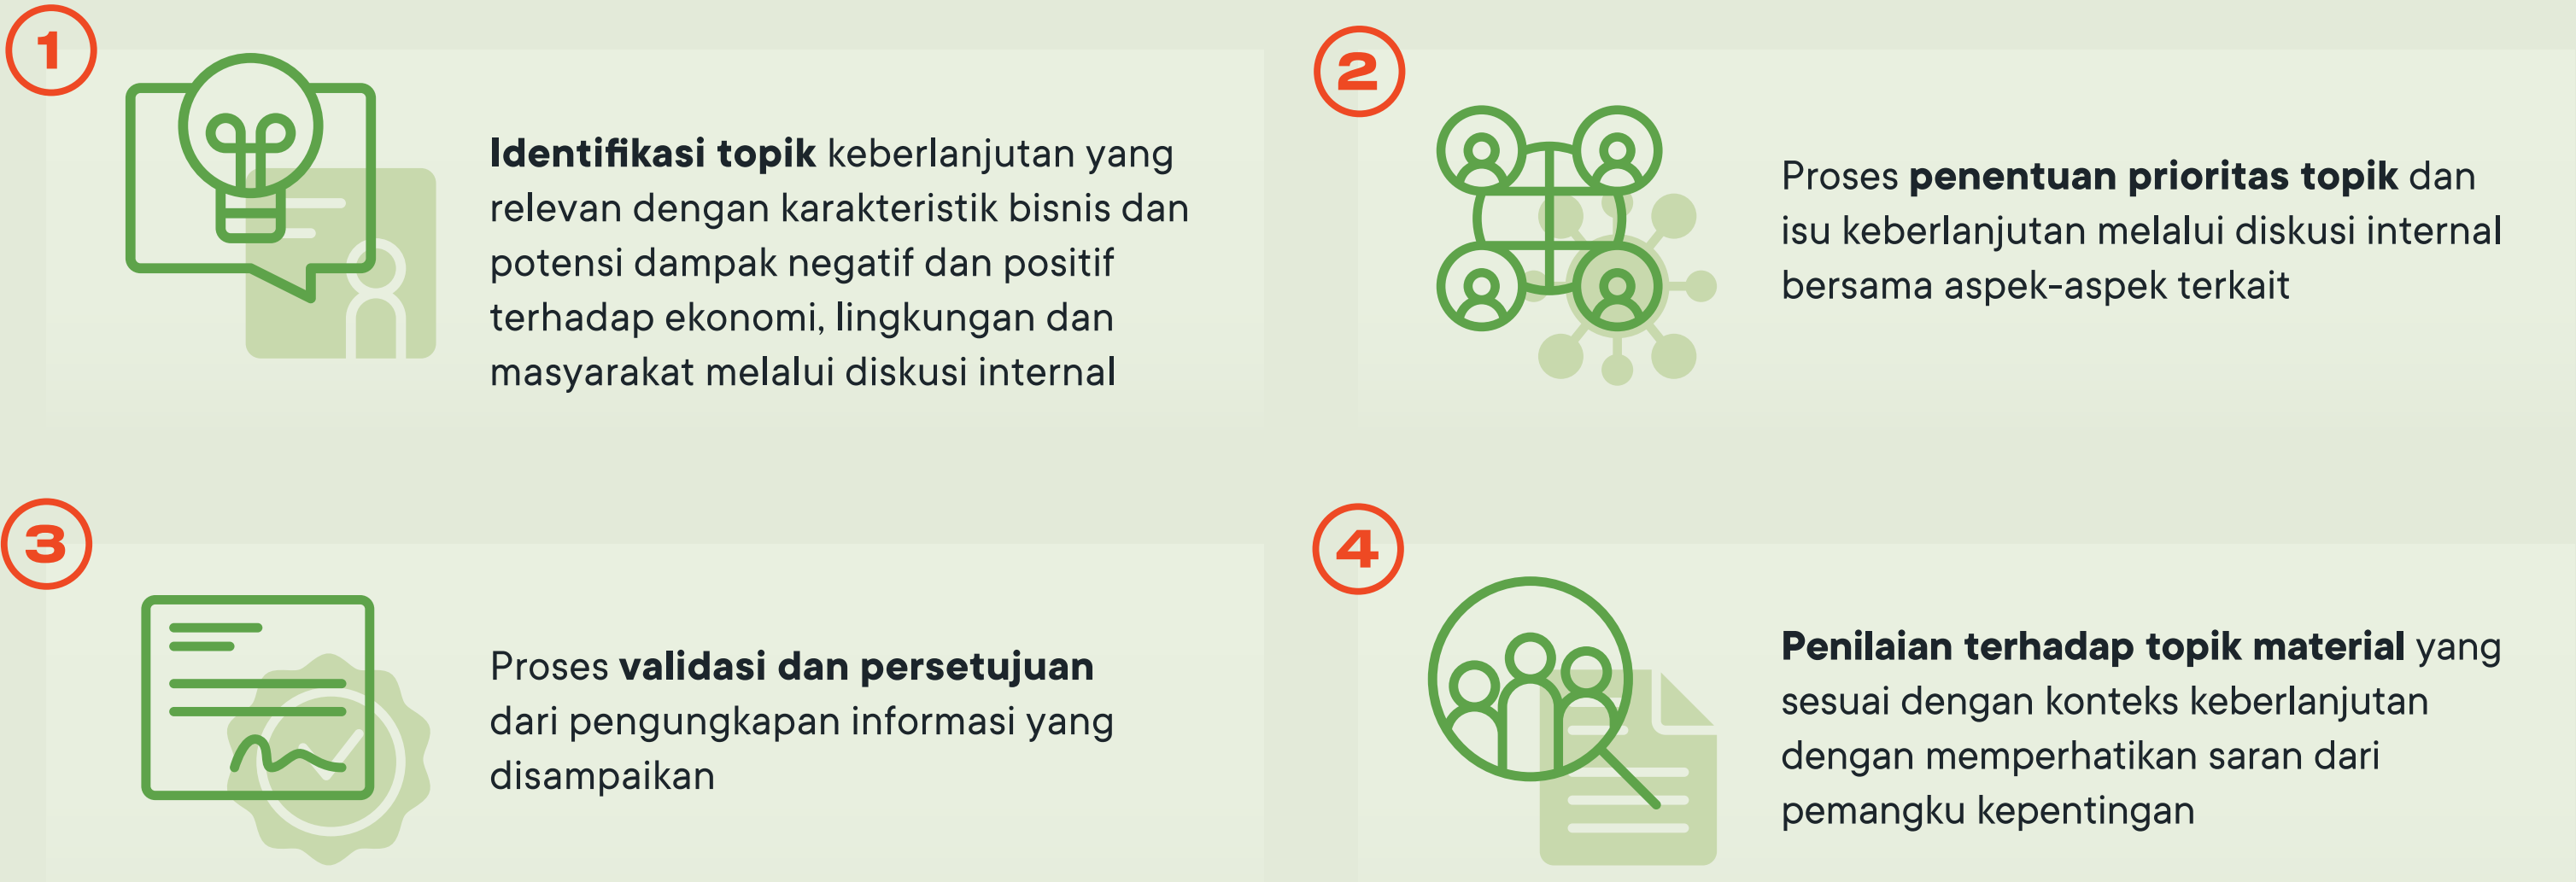 1
Identifikasi topik keberlanjutan yang
relevan dengan karakteristik bisnis dan
potensi dampak negatif dan positif
terhadap ekonomi, lingkungan dan
masyarakat melalui diskusi internal
2
Proses penentuan prioritas topik dan
isu keberlanjutan melalui diskusi internal
bersama aspek-aspek terkait
3
Proses validasi dan persetujuan
dari pengungkapan informasi yang
disampaikan
4
Penilaian terhadap topik material yang
sesuai dengan konteks keberlanjutan
dengan memperhatikan saran dari
pemangku kepentingan